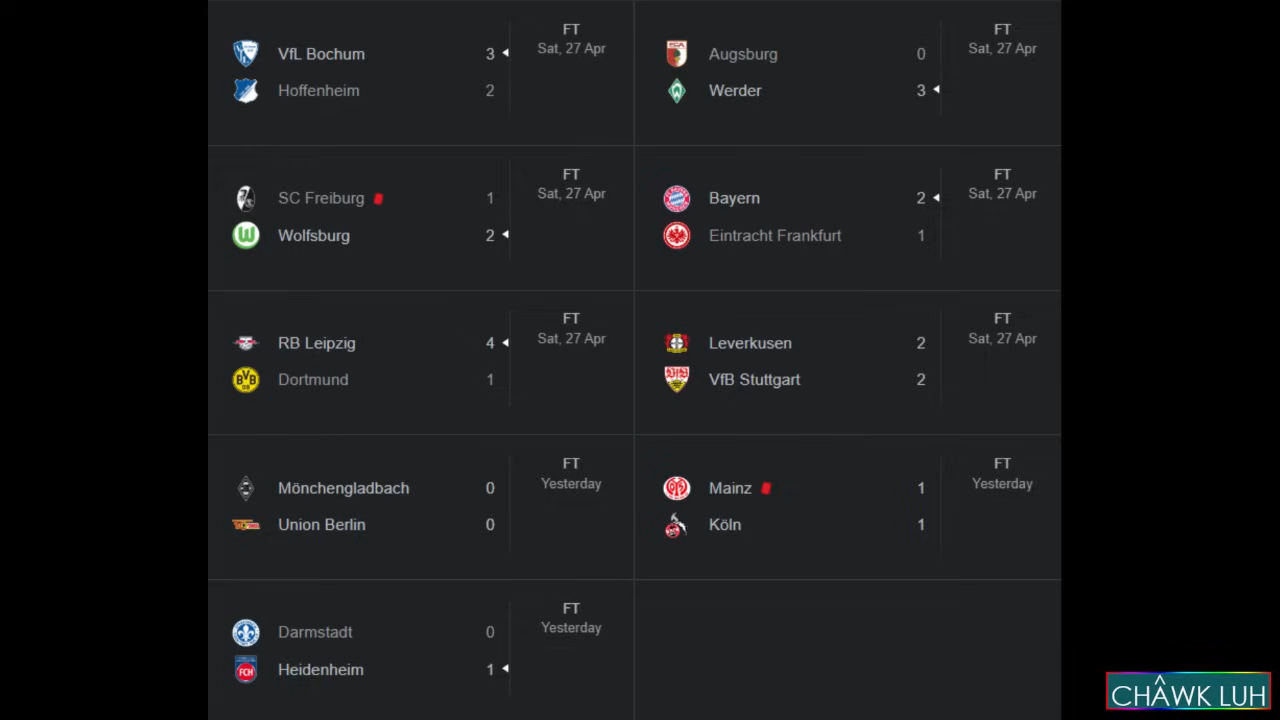 VfL Bochum 3 FT
Hoffenheim 2 Sat, 27 Apr
Augsburg 0 FT
Werder 3 Sat, 27 Apr
SC Freiburg 1 FT
Wolfsburg 2 Sat, 27 Apr
Bayern 2 FT
Eintracht Frankfurt 1 Sat, 27 Apr
RB Leipzig 4 FT
Dortmund 1 Sat, 27 Apr
Leverkusen 2 FT
VfB Stuttgart 2 Sat, 27 Apr
Mönchengladbach 0 FT
Union Berlin 0 Yesterday
Mainz 1 FT
Köln 1 Yesterday
Darmstadt 0 FT
Heidenheim 1 Yesterday
CHÂWK LUH